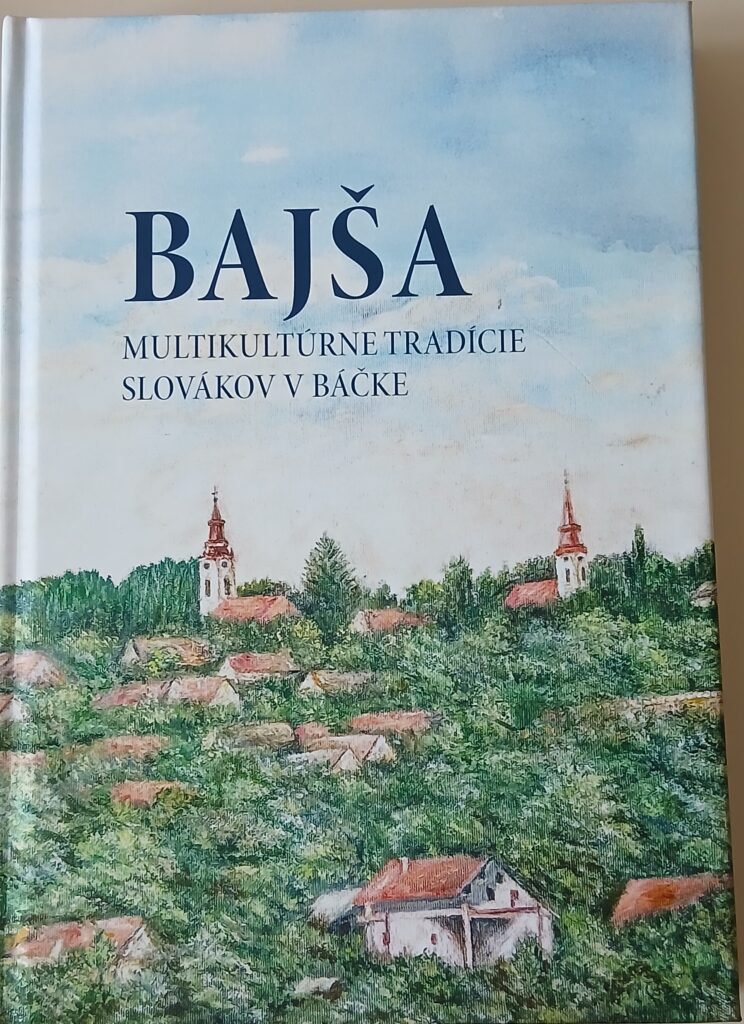 BAJŠA
MULTIKULTÚRNE TRADÍCIE
SLOVÁKOV V BÁČKE